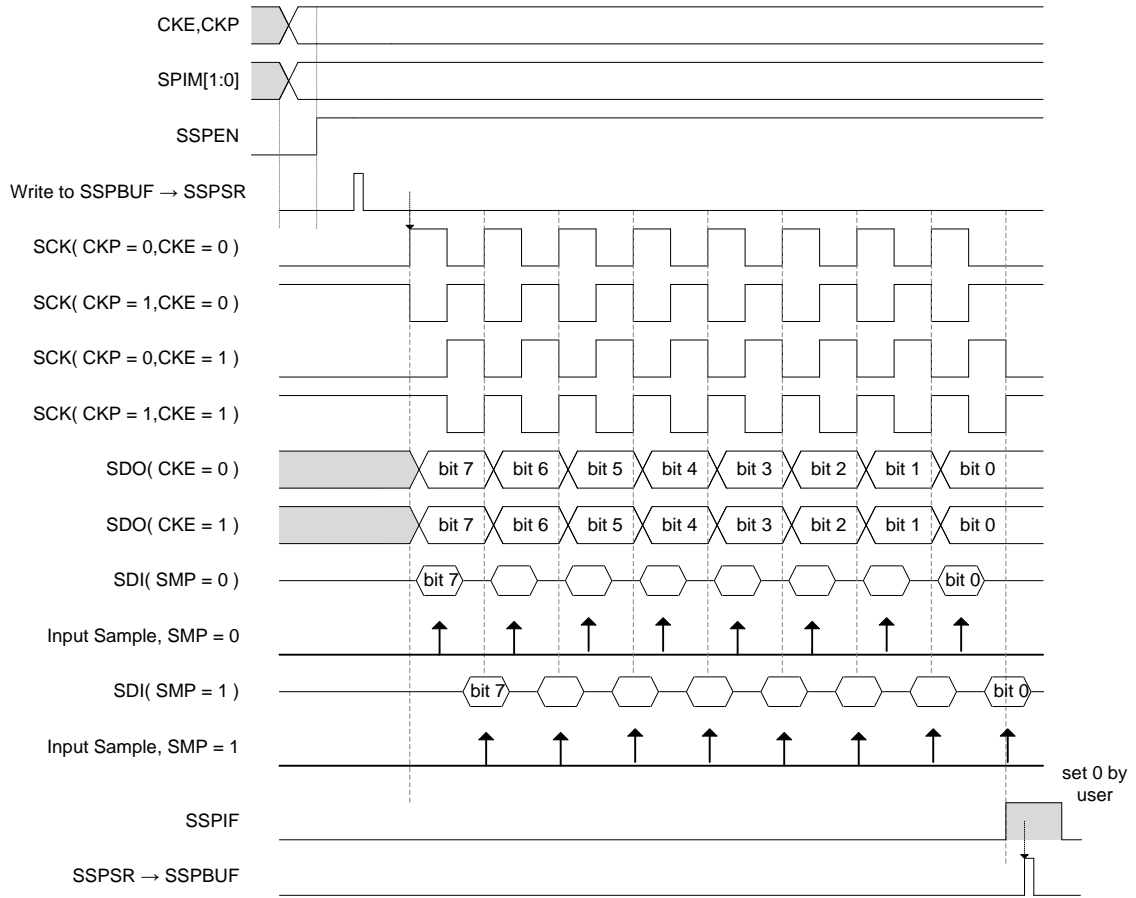 CKE,CKP
SPIM[1:0]
SSPEN
Write to SSPBUF → SSPSR
SCK( CKP = 0,CKE = 0 )
SCK( CKP = 1,CKE = 0 )
SCK( CKP = 0,CKE = 1 )
SCK( CKP = 1,CKE = 1 )
SDO( CKE = 0 ) bit 7 bit 6 bit 5 bit 4 bit 3 bit 2 bit 1 bit 0
SDO( CKE = 1 ) bit 7 bit 6 bit 5 bit 4 bit 3 bit 2 bit 1 bit 0
SDI( SMP = 0 ) bit 7 bit 0
Input Sample, SMP = 0
SDI( SMP = 1 ) bit 7 bit 0
Input Sample, SMP = 1
set 0 by
user
SSPIF
SSPSR → SSPBUF